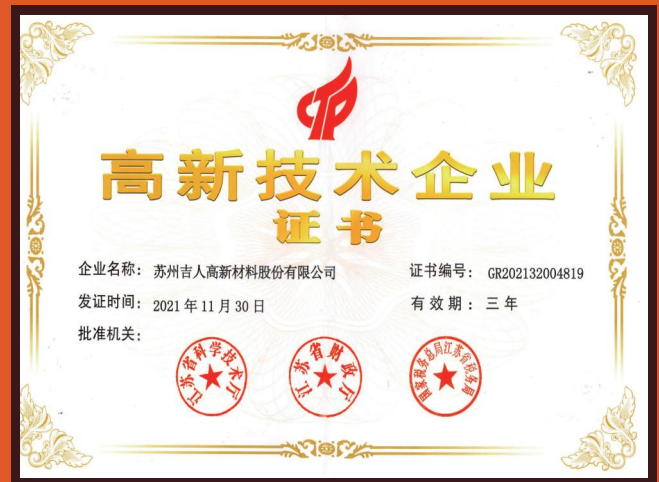 高新技术企业
证书
企业名称： 苏州吉人高新材料股份有限公司
证书编号： GR202132004819
发证时间： 2021年11月30日
有效期：三年
批准机关：
江苏省科学技术厅
江苏省财政厅
国家税务总局江苏省税务局